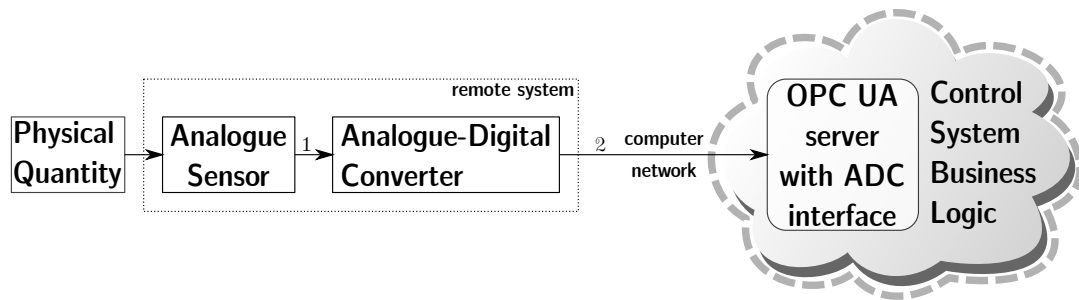 remote system
Physical
Quantity
Analogue
Sensor
1
Analogue-Digital
Converter
2
computer
network
OPC UA
server
with ADC
interface
Control
System
Business
Logic